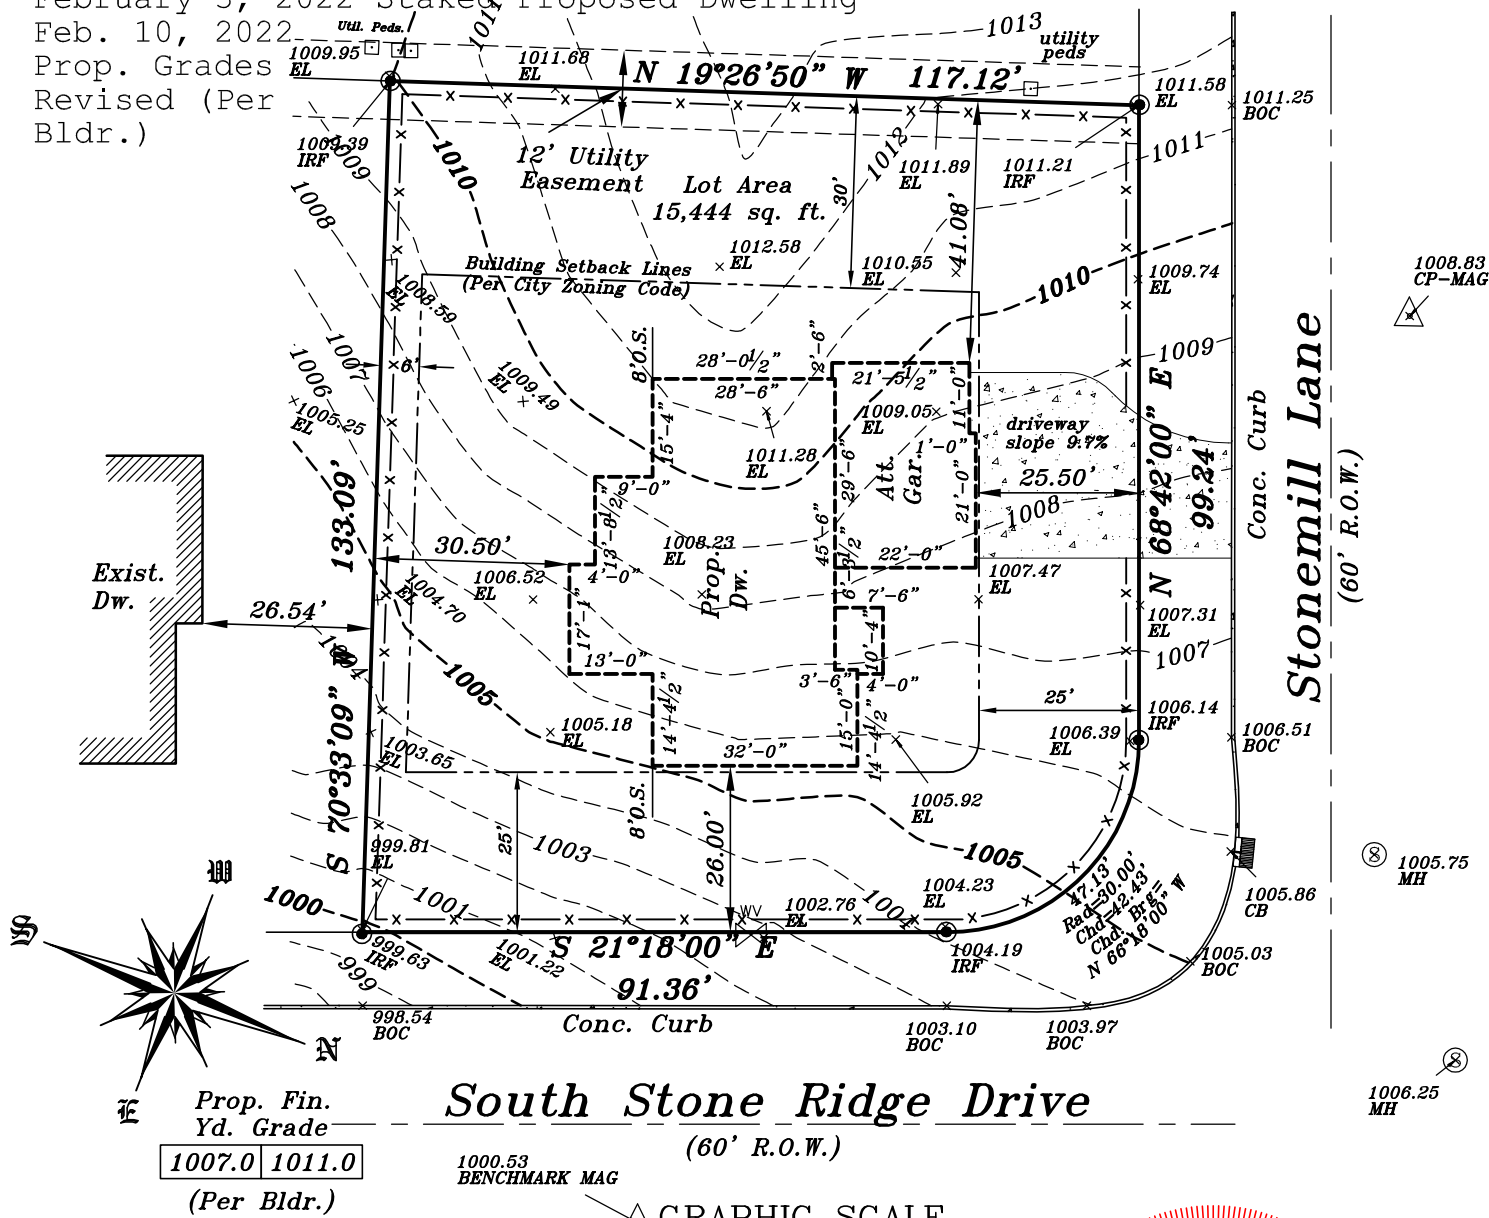 February 3, 2022 Staked Proposed Dwelling
Feb. 10, 2022
Prop. Grades
Revised (Per
Bldr.)
Util. Peds.
1009.95
EL
1011
1011.68
EL
1013
utility
peds
N 19°26'50" W 117.12'
1011.58
EL
1011.25
BOC
1009.39
IRF
1009
1010
12' Utility
Easement
Lot Area
15,444 sq. ft.
30'
1012
1011.89
EL
1011.21
IRF
1011
41.08'
1008
1012.58
EL
1010.55
EL
1010
1009.74
EL
1008.83
CP-MAG
Building Setback Lines
(Per City Zoning Code)
1008.59
EL
1007
6'
1006
1009.49
EL
1005.25
EL
8'O.S.
28'-0 1/2"
28'-6"
2'-6"
21'-5 1/2"
11'-0"
1009.05
EL
1009
driveway
slope 9.7%
1'-0"
15'-4"
1011.28
EL
29'-6"
Att.
Gar.
21'-0"
25.50'
1008
N 68°42'00" E
99.24'
Conc. Curb
Stonemill Lane
(60' R.O.W.)
9'-0"
13'-8 1/2"
133.09'
30.50'
1008.23
EL
45'-6"
22'-0"
6'-3 1/2"
Exist.
Dw.
26.54'
1004.70
EL
1006.52
EL
4'-0"
Prop.
Dw.
7'-6"
1007.47
EL
1007.31
EL
1007
1004
17'-1"
13'-0"
10'-4"
3'-6"
4'-0"
1005
25'
1006.14
IRF
S 70°33'09" W
1003.65
EL
1005.18
EL
14'-4 1/2"
32'-0"
15'-0"
14'-4 1/2"
1006.39
EL
1006.51
BOC
8'O.S.
26.00'
25'
1005.92
EL
1003
1005
999.81
EL
1000
1001
1002.76
EL
WV
1004
1004.23
EL
47.13'
Rad=30.00'
Chd=42.43'
Chd. Brg=
N 66°18'00" W
1005.75
MH
1005.86
CB
S
W
N
E
999
999.63
IRF
1001.22
EL
S 21°18'00" E
91.36'
1004.19
IRF
1005.03
BOC
998.54
BOC
Conc. Curb
1003.10
BOC
1003.97
BOC
1006.25
MH
Prop. Fin.
Yd. Grade
1007.0 1011.0
(Per Bldr.)
South Stone Ridge Drive
(60' R.O.W.)
1000.53
BENCHMARK MAG
GRAPHIC SCALE